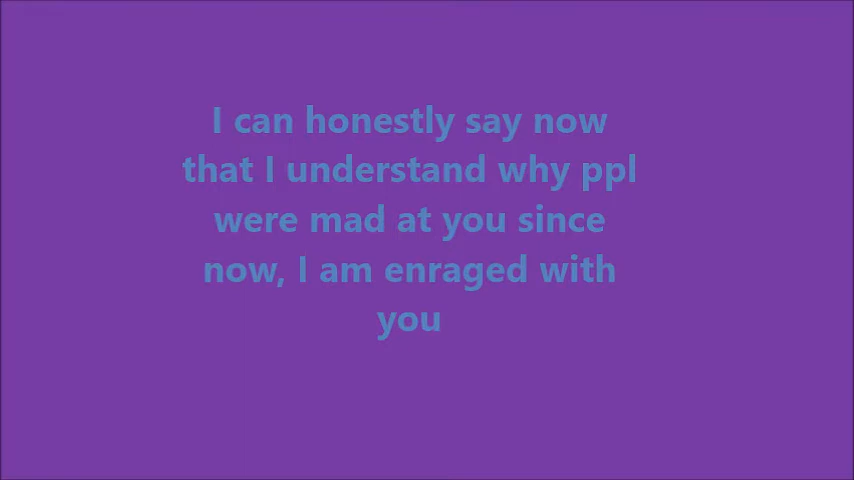 I can honestly say now
that I understand why ppl
were mad at you since
now, I am enraged with
you